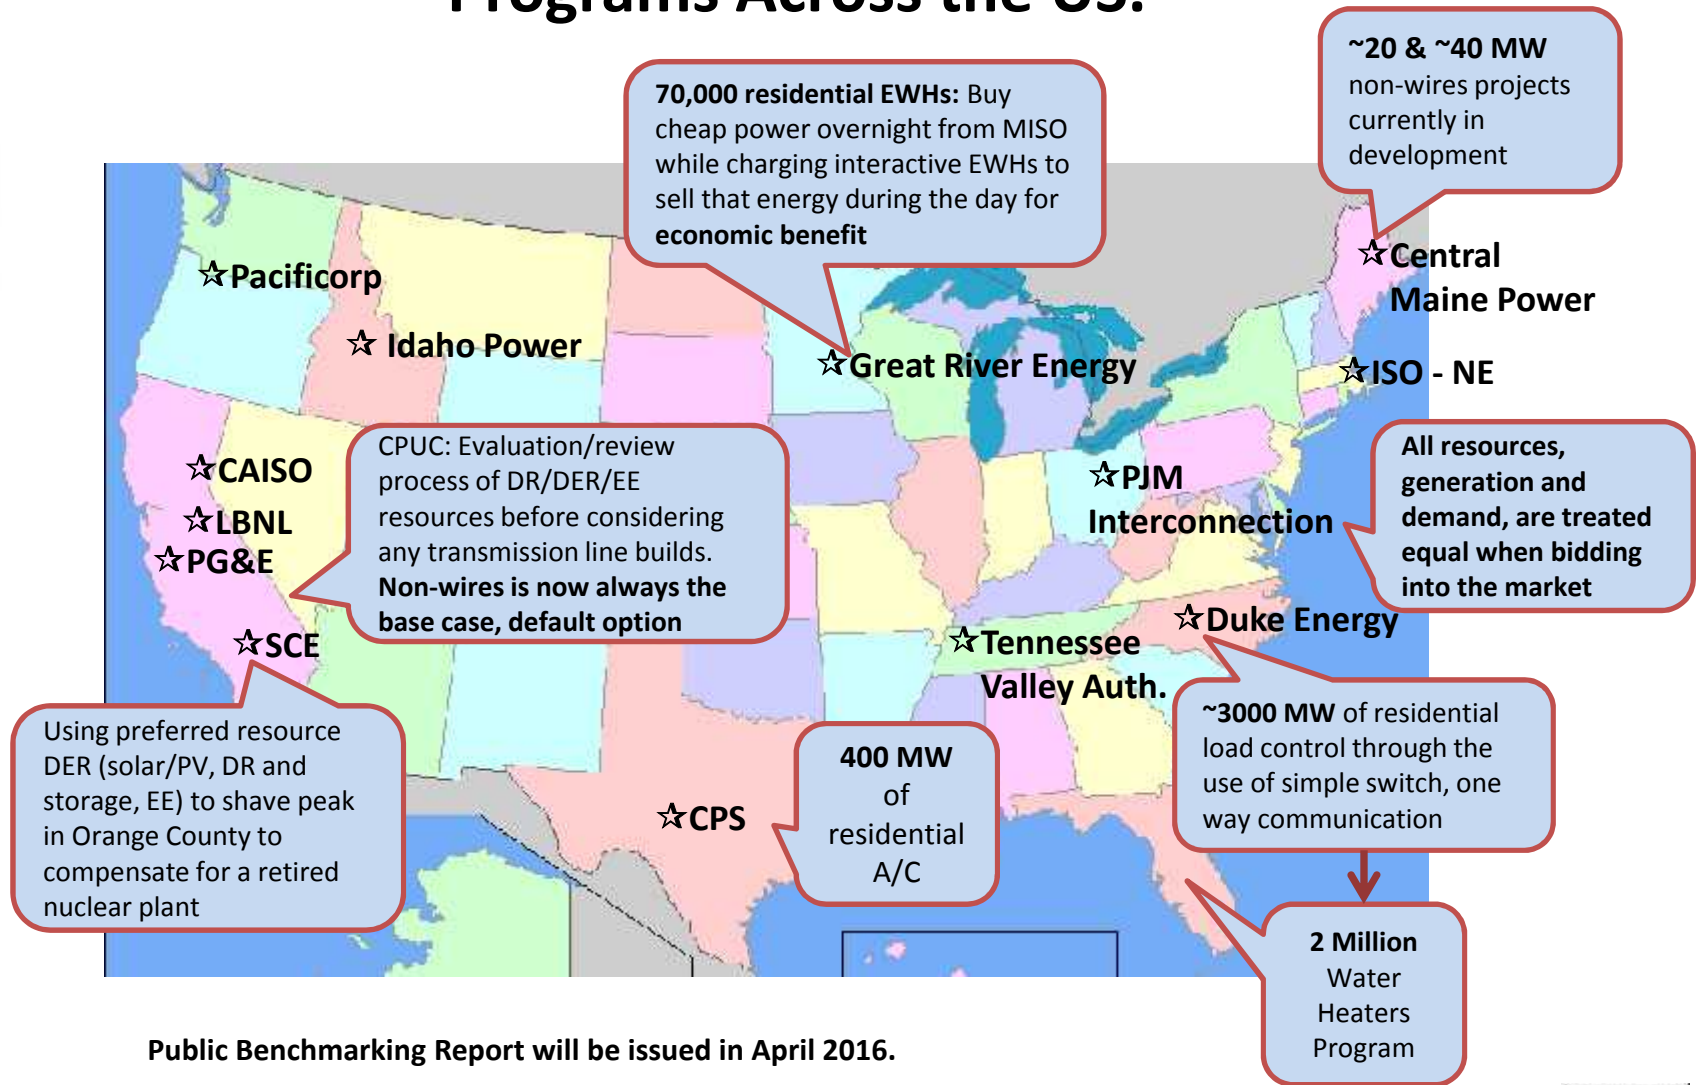 Programs Across the US:
~20 & ~40 MW
non-wires projects
currently in
development
70,000 residential EWHs: Buy
cheap power overnight from MISO
while charging interactive EWHs to
sell that energy during the day for
economic benefit
Pacificorp
Central
Maine Power
Idaho Power
Great River Energy
ISO - NE
CPUC: Evaluation/review
process of DR/DER/EE
resources before considering
any transmission line builds.
Non-wires is now always the
base case, default option
All resources,
generation and
demand, are treated
equal when bidding
into the market
CAISO
LBNL
PG&E
PJM
Interconnection
SCE
Tennessee
Valley Auth.
Duke Energy
Using preferred resource
DER (solar/PV, DR and
storage, EE) to shave peak
in Orange County to
compensate for a retired
nuclear plant
~3000 MW of residential
load control through the
use of simple switch, one
way communication
400 MW
of
residential
A/C
CPS
2 Million
Water
Heaters
Program
Public Benchmarking Report will be issued in April 2016.